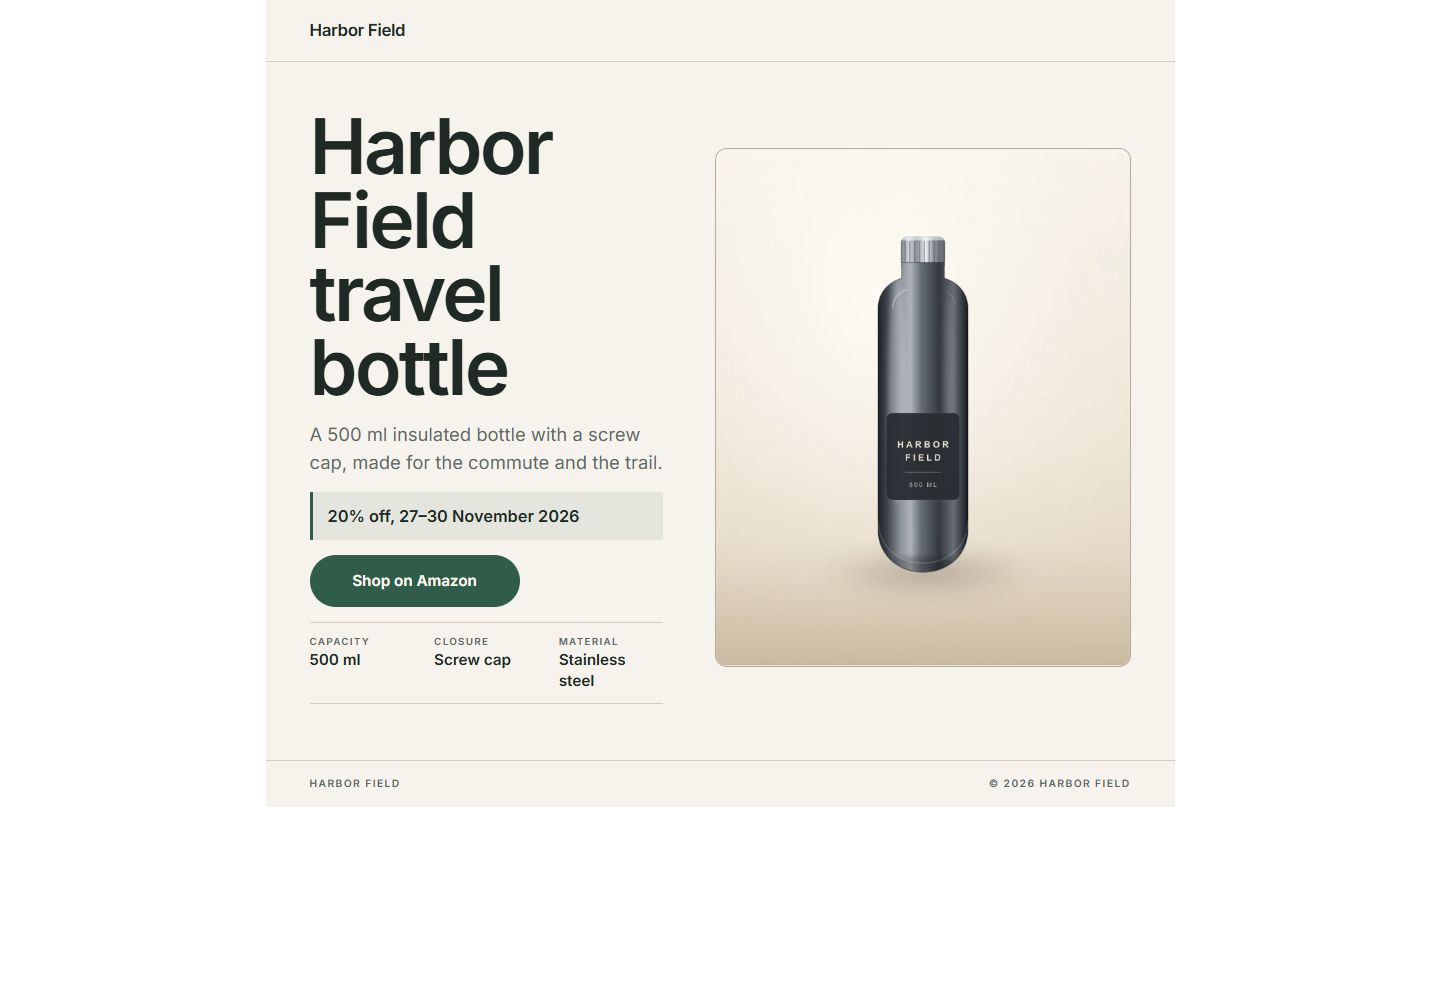 Harbor Field
Harbor
Field
travel
bottle
A 500 ml insulated bottle with a screw
cap, made for the commute and the trail.
20% off, 27–30 November 2026
Shop on Amazon
CAPACITY
500 ml
CLOSURE
Screw cap
MATERIAL
Stainless
steel
HARBOR
FIELD
500 ML
HARBOR FIELD
© 2026 HARBOR FIELD